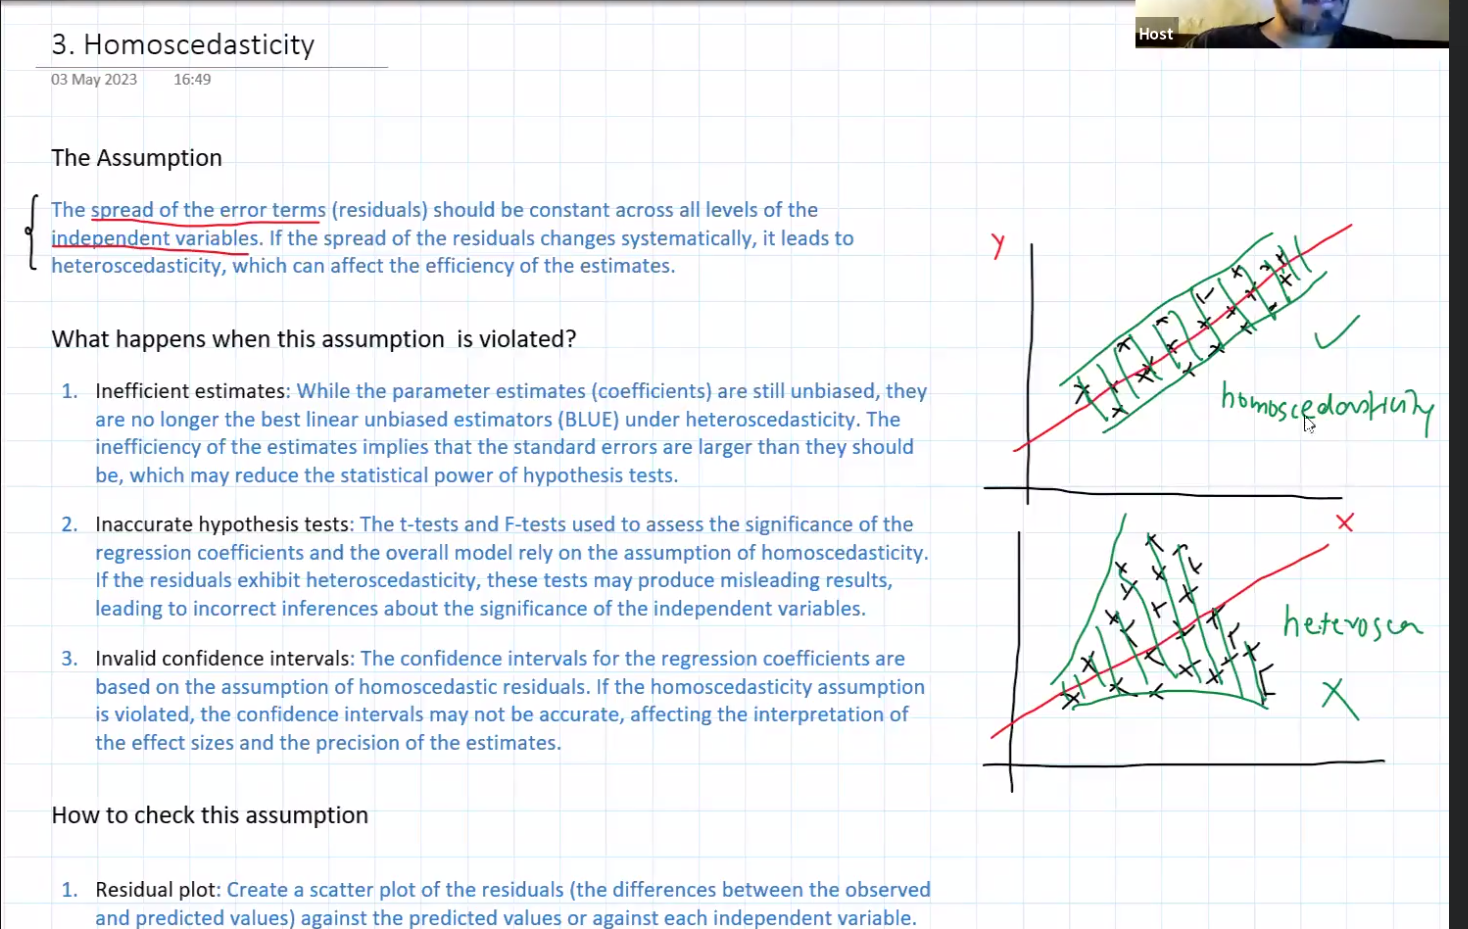 Host
3. Homoscedasticity
03 May 2023 16:49
The Assumption
The spread of the error terms (residuals) should be constant across all levels of the
independent variables. If the spread of the residuals changes systematically, it leads to
heteroscedasticity, which can affect the efficiency of the estimates.
What happens when this assumption is violated?
1. Inefficient estimates: While the parameter estimates (coefficients) are still unbiased, they
are no longer the best linear unbiased estimators (BLUE) under heteroscedasticity. The
inefficiency of the estimates implies that the standard errors are larger than they should
be, which may reduce the statistical power of hypothesis tests.
2. Inaccurate hypothesis tests: The t-tests and F-tests used to assess the significance of the
regression coefficients and the overall model rely on the assumption of homoscedasticity.
If the residuals exhibit heteroscedasticity, these tests may produce misleading results,
leading to incorrect inferences about the significance of the independent variables.
3. Invalid confidence intervals: The confidence intervals for the regression coefficients are
based on the assumption of homoscedastic residuals. If the homoscedasticity assumption
is violated, the confidence intervals may not be accurate, affecting the interpretation of
the effect sizes and the precision of the estimates.
How to check this assumption
1. Residual plot: Create a scatter plot of the residuals (the differences between the observed
and predicted values) against the predicted values or against each independent variable.
Y
homoscedasticity
X